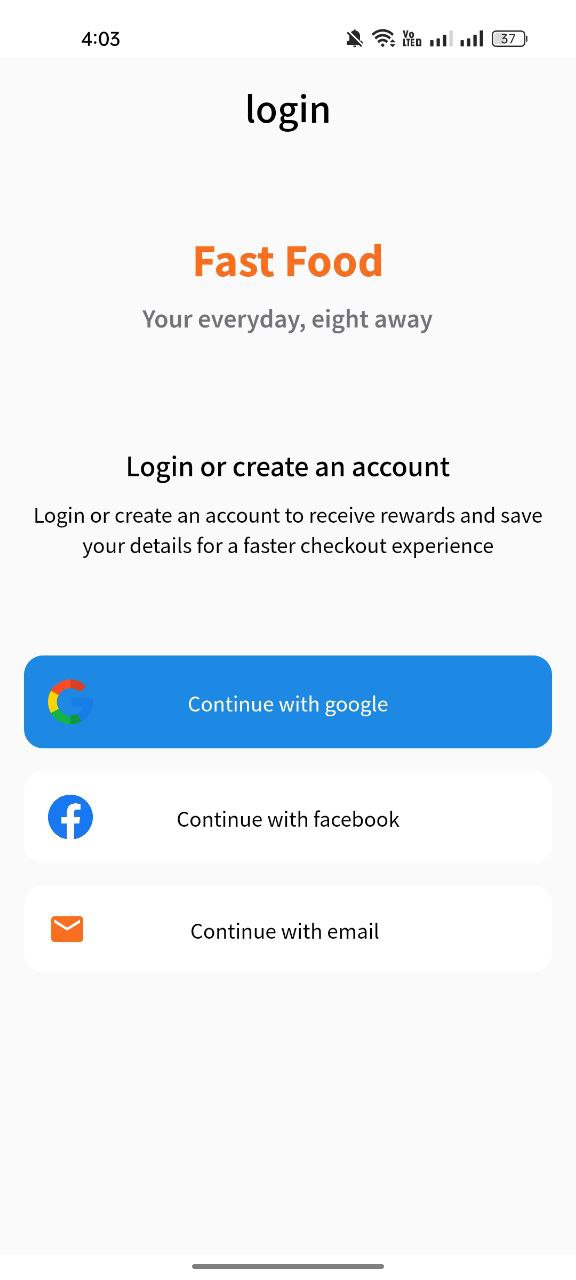 4:03
Vo
LTED
37
login
Fast Food
Your everyday, eight away
Login or create an account
Login or create an account to receive rewards and save
your details for a faster checkout experience
Continue with google
Continue with facebook
Continue with email